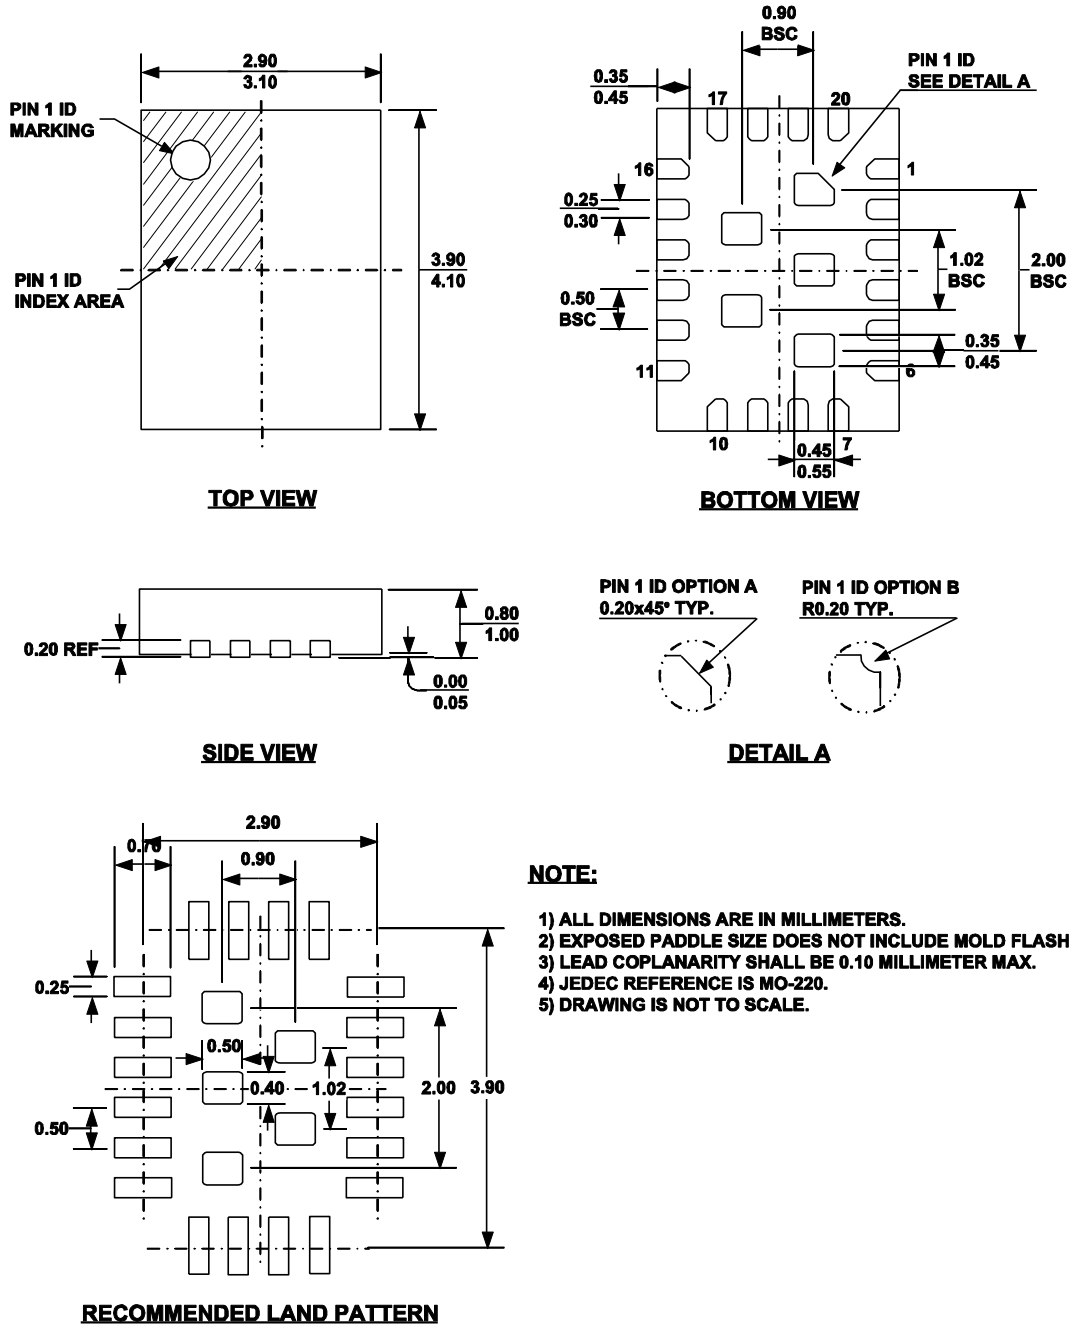 2.90
3.10
PIN 1 ID
MARKING
PIN 1 ID
INDEX AREA
3.90
4.10
TOP VIEW
0.90
BSC
PIN 1 ID
SEE DETAIL A
0.35
0.45
17
20
16
1
0.25
0.30
0.50
BSC
1.02
BSC
2.00
BSC
0.35
0.45
11
6
10
7
0.45
0.55
BOTTOM VIEW
0.20 REF
0.80
1.00
0.00
0.05
SIDE VIEW
PIN 1 ID OPTION A
0.20x45° TYP.
PIN 1 ID OPTION B
R0.20 TYP.
DETAIL A
2.90
0.70
0.90
0.25
0.50
0.40
1.02
2.00
3.90
0.50
RECOMMENDED LAND PATTERN
NOTE:
1) ALL DIMENSIONS ARE IN MILLIMETERS.
2) EXPOSED PADDLE SIZE DOES NOT INCLUDE MOLD FLASH
3) LEAD COPLANARITY SHALL BE 0.10 MILLIMETER MAX.
4) JEDEC REFERENCE IS MO-220.
5) DRAWING IS NOT TO SCALE.